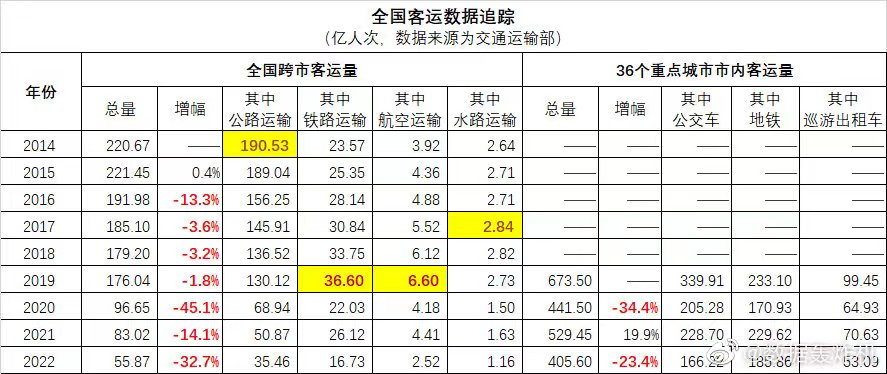 全国客运数据追踪
（亿人次，数据来源为交通运输部）
年份 全国跨市客运量 36个重点城市市内客运量
总量 增幅 其中公路运输 其中铁路运输 其中航空运输 其中水路运输 总量 增幅 其中公交车 其中地铁 其中巡游出租车
2014 220.67 —— 190.53 23.57 3.92 2.64 —— —— —— —— ——
2015 221.45 0.4% 189.04 25.35 4.36 2.71 —— —— —— —— ——
2016 191.98 -13.3% 156.25 28.14 4.88 2.71 —— —— —— —— ——
2017 185.10 -3.6% 145.91 30.84 5.52 2.84 —— —— —— —— ——
2018 179.20 -3.2% 136.52 33.75 6.12 2.82 —— —— —— —— ——
2019 176.04 -1.8% 130.12 36.60 6.60 2.73 673.50 —— 339.91 233.10 99.45
2020 96.65 -45.1% 68.94 22.03 4.18 1.50 441.50 -34.4% 205.28 170.93 64.93
2021 83.02 -14.1% 50.87 26.12 4.41 1.63 529.45 19.9% 228.70 229.62 70.63
2022 55.87 -32.7% 35.46 16.73 2.52 1.16 405.60 -23.4% 166.22 185.86 53.09
@数据轰炸机